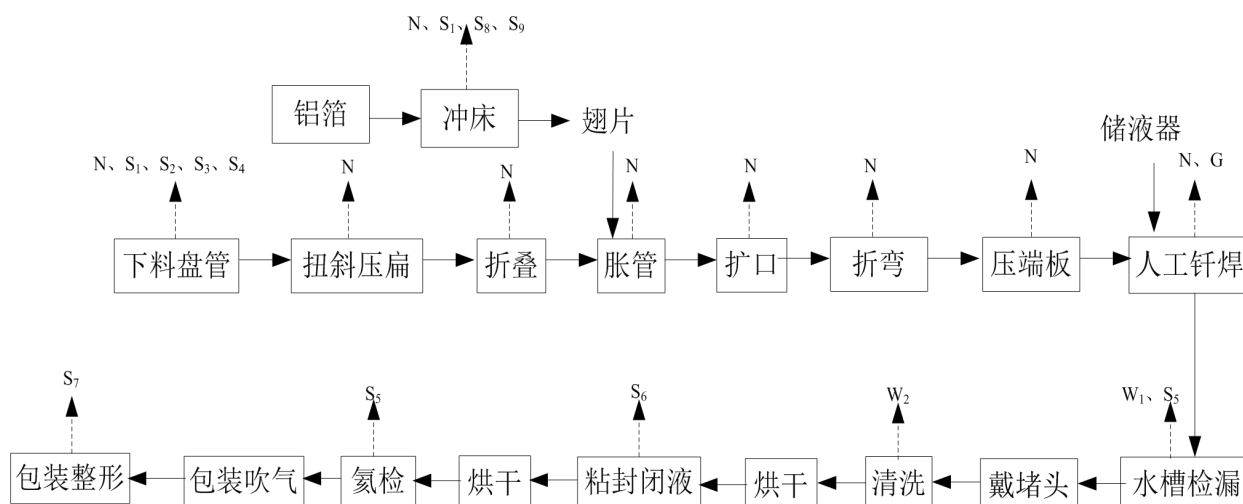 N、S₁、S₈、S₉
铝箔
冲床
翅片
储液器
N、S₁、S₂、S₃、S₄
N
N
N
N
N
N
N、G
下料盘管
扭斜压扁
折叠
胀管
扩口
折弯
压端板
人工钎焊
S₇
S₅
S₆
W₂
W₁、S₅
包装整形
包装吹气
氦检
烘干
粘封闭液
烘干
清洗
戴堵头
水槽检漏